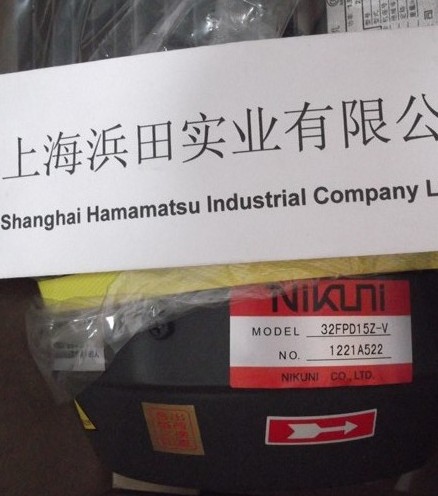 上海浜田实业有限公
Shanghai Hamamatsu Industrial Company L
NiKUNi
MODEL 32FPD15Z-V
NO. 1221A522
NIKUNI CO., LTD.